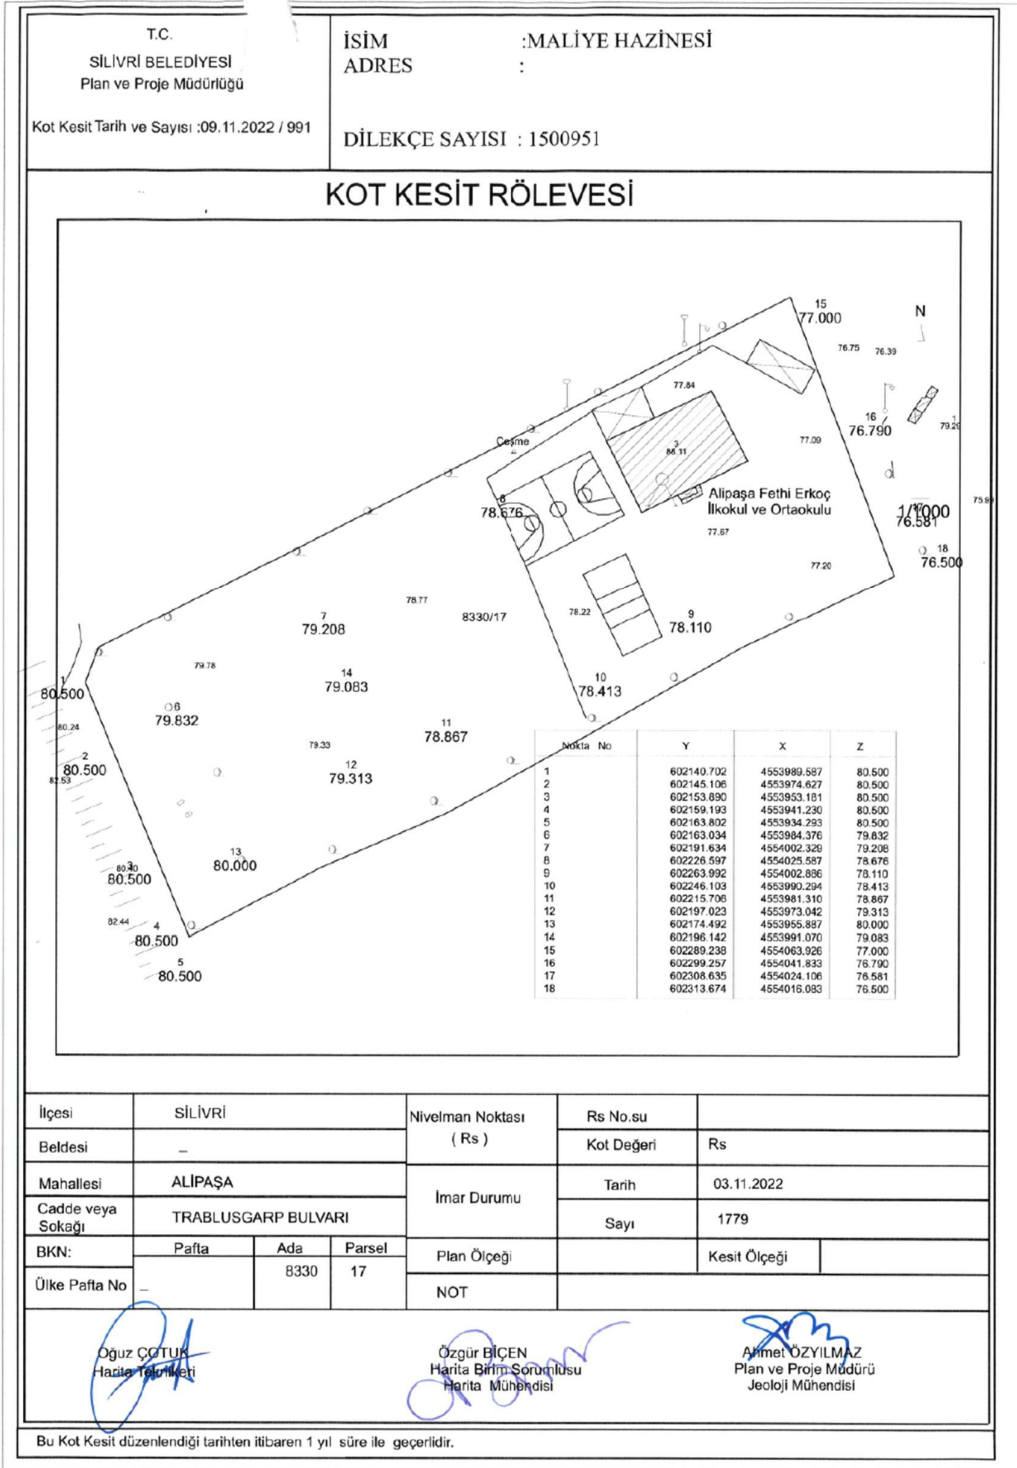 T.C.
SİLİVRİ BELEDİYESİ
Plan ve Proje Müdürlüğü
Kot Kesit Tarih ve Sayısı :09.11.2022 / 991
İSİM :MALİYE HAZİNESİ
ADRES :
DİLEKÇE SAYISI : 1500951
KOT KESİT RÖLEVESİ
15
77.000
N
76.75 76.39
77.84
16
76.790
79.20
Çeşme
3
88.11
77.09
Alipaşa Fethi Erkoç
İlkokul ve Ortaokulu
8
78.676
1/1000
76.581
77.67
18
76.500
77.20
78.77
7
79.208
8330/17
78.22
9
78.110
79.78
14
79.083
10
78.413
1
80.500
6
79.832
11
78.867
80.24
79.33
2
80.500
82.53
12
79.313
13
80.000
3
80.500
82.44
4
80.500
5
80.500
Nokta No Y X Z
1 602140.702 4553989.587 80.500
2 602145.106 4553974.627 80.500
3 602153.890 4553953.181 80.500
4 602159.193 4553941.230 80.500
5 602163.802 4553934.293 80.500
6 602163.034 4553984.376 79.832
7 602191.634 4554002.329 79.208
8 602226.597 4554025.587 78.676
9 602263.992 4554002.886 78.110
10 602246.103 4553990.294 78.413
11 602215.706 4553981.310 78.867
12 602197.023 4553973.042 79.313
13 602174.492 4553955.887 80.000
14 602196.142 4553991.070 79.083
15 602289.238 4554063.926 77.000
16 602299.257 4554041.833 76.790
17 602308.635 4554024.106 76.581
18 602313.674 4554016.083 76.500
İlçesi SİLİVRİ Nivelman Noktası
( Rs ) Rs No.su
Beldesi – Kot Değeri Rs
Mahallesi ALİPAŞA İmar Durumu Tarih 03.11.2022
Cadde veya
Sokağı TRABLUSGARP BULVARI Sayı 1779
BKN: Pafta Ada Parsel Plan Ölçeği Kesit Ölçeği
Ülke Pafta No – 8330 17 NOT
Oğuz ÇOTUK
Harita Teknikeri
Özgür BİÇEN
Harita Birim Sorumlusu
Harita Mühendisi
Ahmet ÖZYILMAZ
Plan ve Proje Müdürü
Jeoloji Mühendisi
Bu Kot Kesit düzenlendiği tarihten itibaren 1 yıl süre ile geçerlidir.